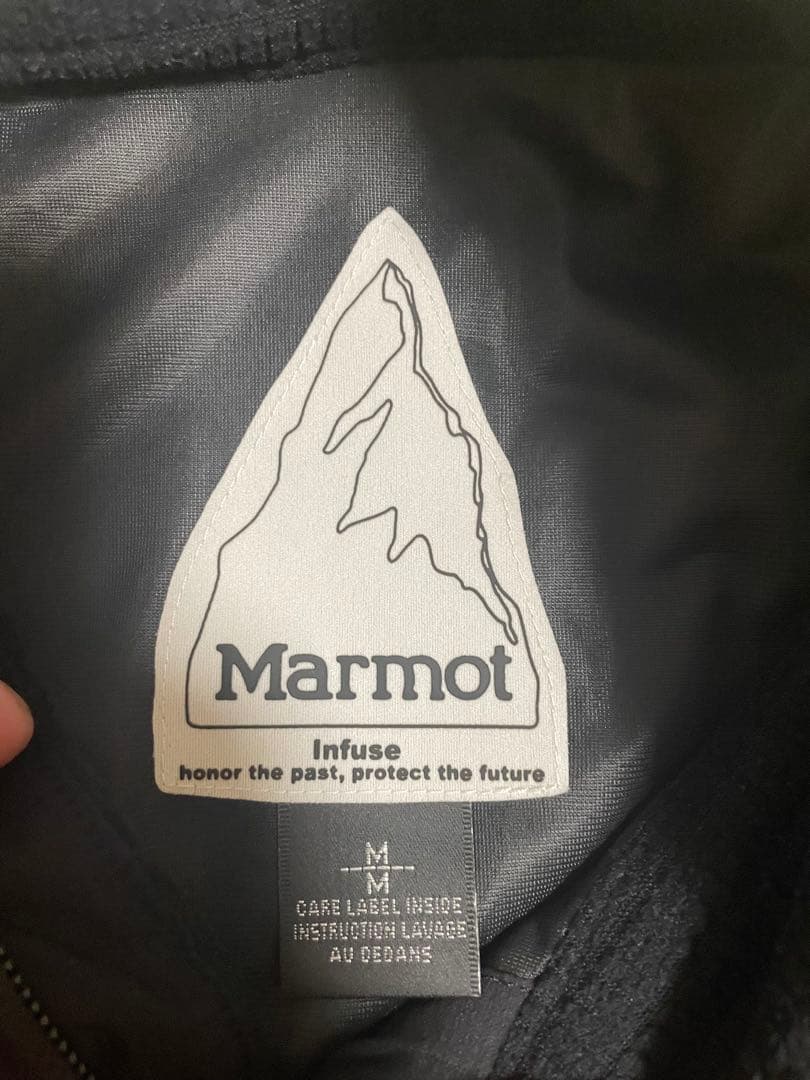 Marmot
Infuse
honor the past, protect the future
M
M
CARE LABEL INSIDE
INSTRUCTION LAVAGE
AU DEDANS